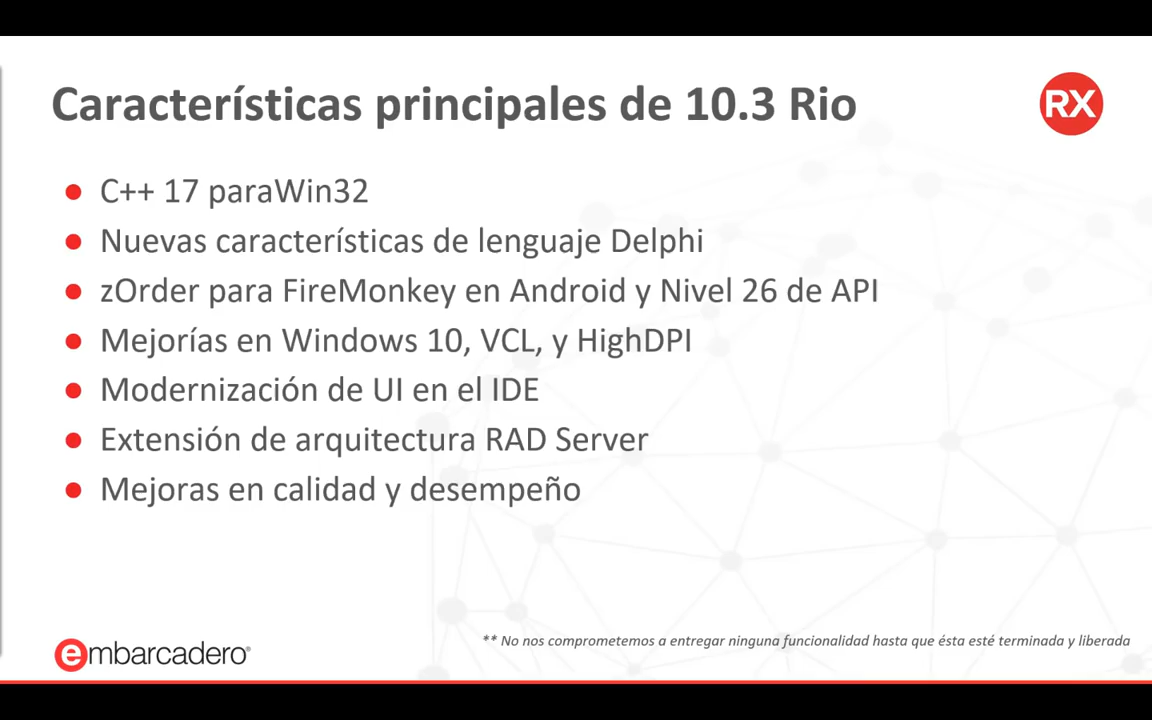 Características principales de 10.3 Rio
RX
C++ 17 paraWin32
Nuevas características de lenguaje Delphi
zOrder para FireMonkey en Android y Nivel 26 de API
Mejorías en Windows 10, VCL, y HighDPI
Modernización de UI en el IDE
Extensión de arquitectura RAD Server
Mejoras en calidad y desempeño
** No nos comprometemos a entregar ninguna funcionalidad hasta que ésta esté terminada y liberada
embarcadero®